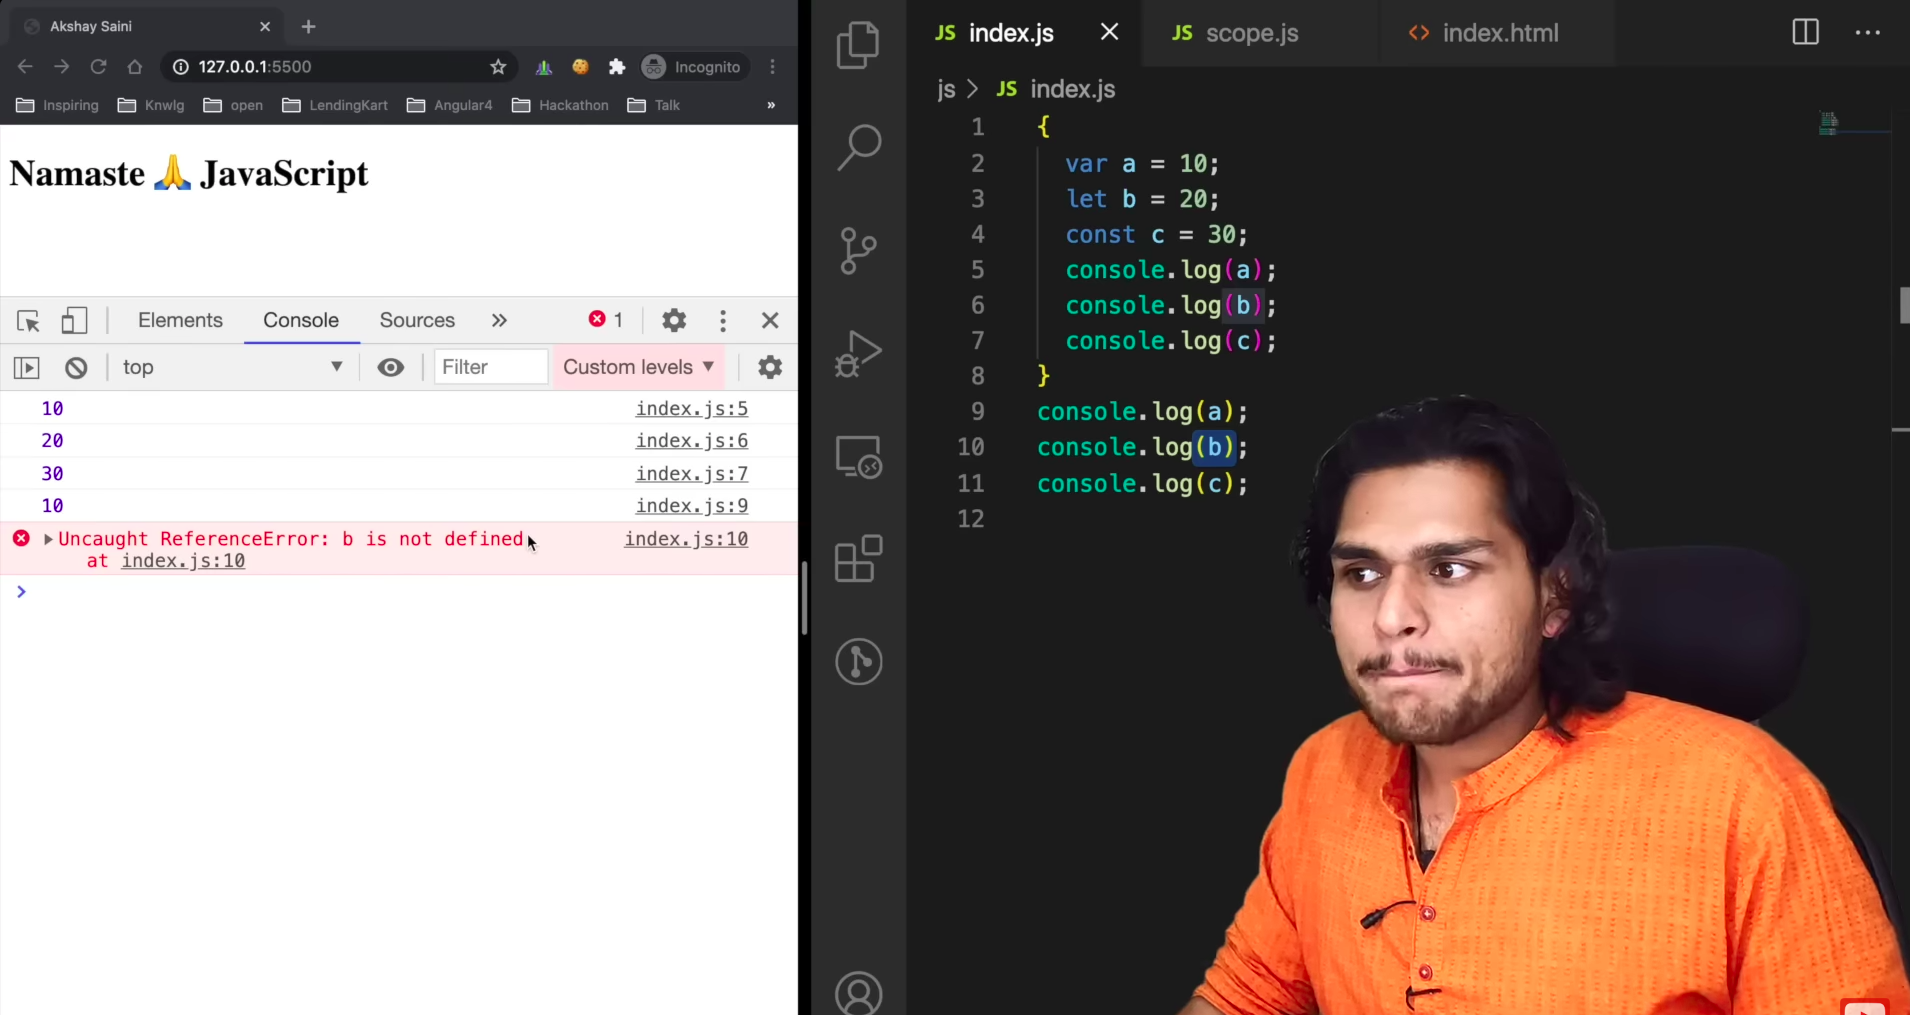 Akshay Saini
127.0.0.1:5500
Incognito
Inspiring Knwlg open LendingKart Angular4 Hackathon Talk »
Namaste 🙏 JavaScript
Elements Console Sources » 1
top Filter Custom levels
10 index.js:5
20 index.js:6
30 index.js:7
10 index.js:9
Uncaught ReferenceError: b is not defined index.js:10
at index.js:10
JS index.js JS scope.js <> index.html
js > JS index.js
1 {
2 var a = 10;
3 let b = 20;
4 const c = 30;
5 console.log(a);
6 console.log(b);
7 console.log(c);
8 }
9 console.log(a);
10 console.log(b);
11 console.log(c);
12